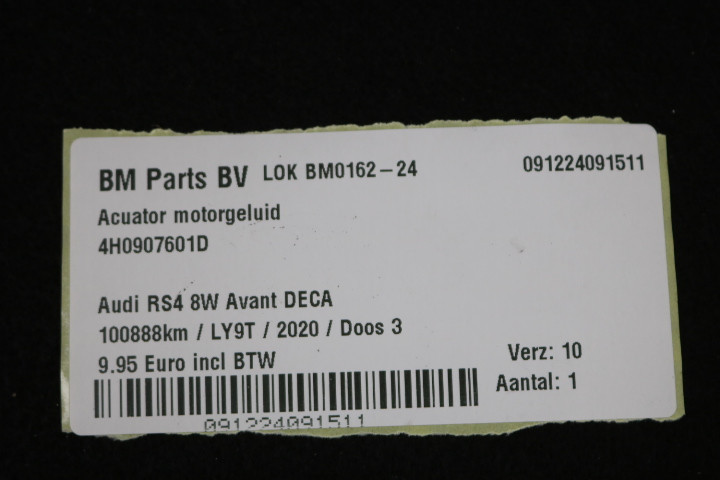 BM Parts BV LOK BM0162-24 091224091511
Acuator motorgeluid
4H0907601D
Audi RS4 8W Avant DECA
100888km / LY9T / 2020 / Doos 3
9.95 Euro incl BTW
Verz: 10
Aantal: 1
091224091511